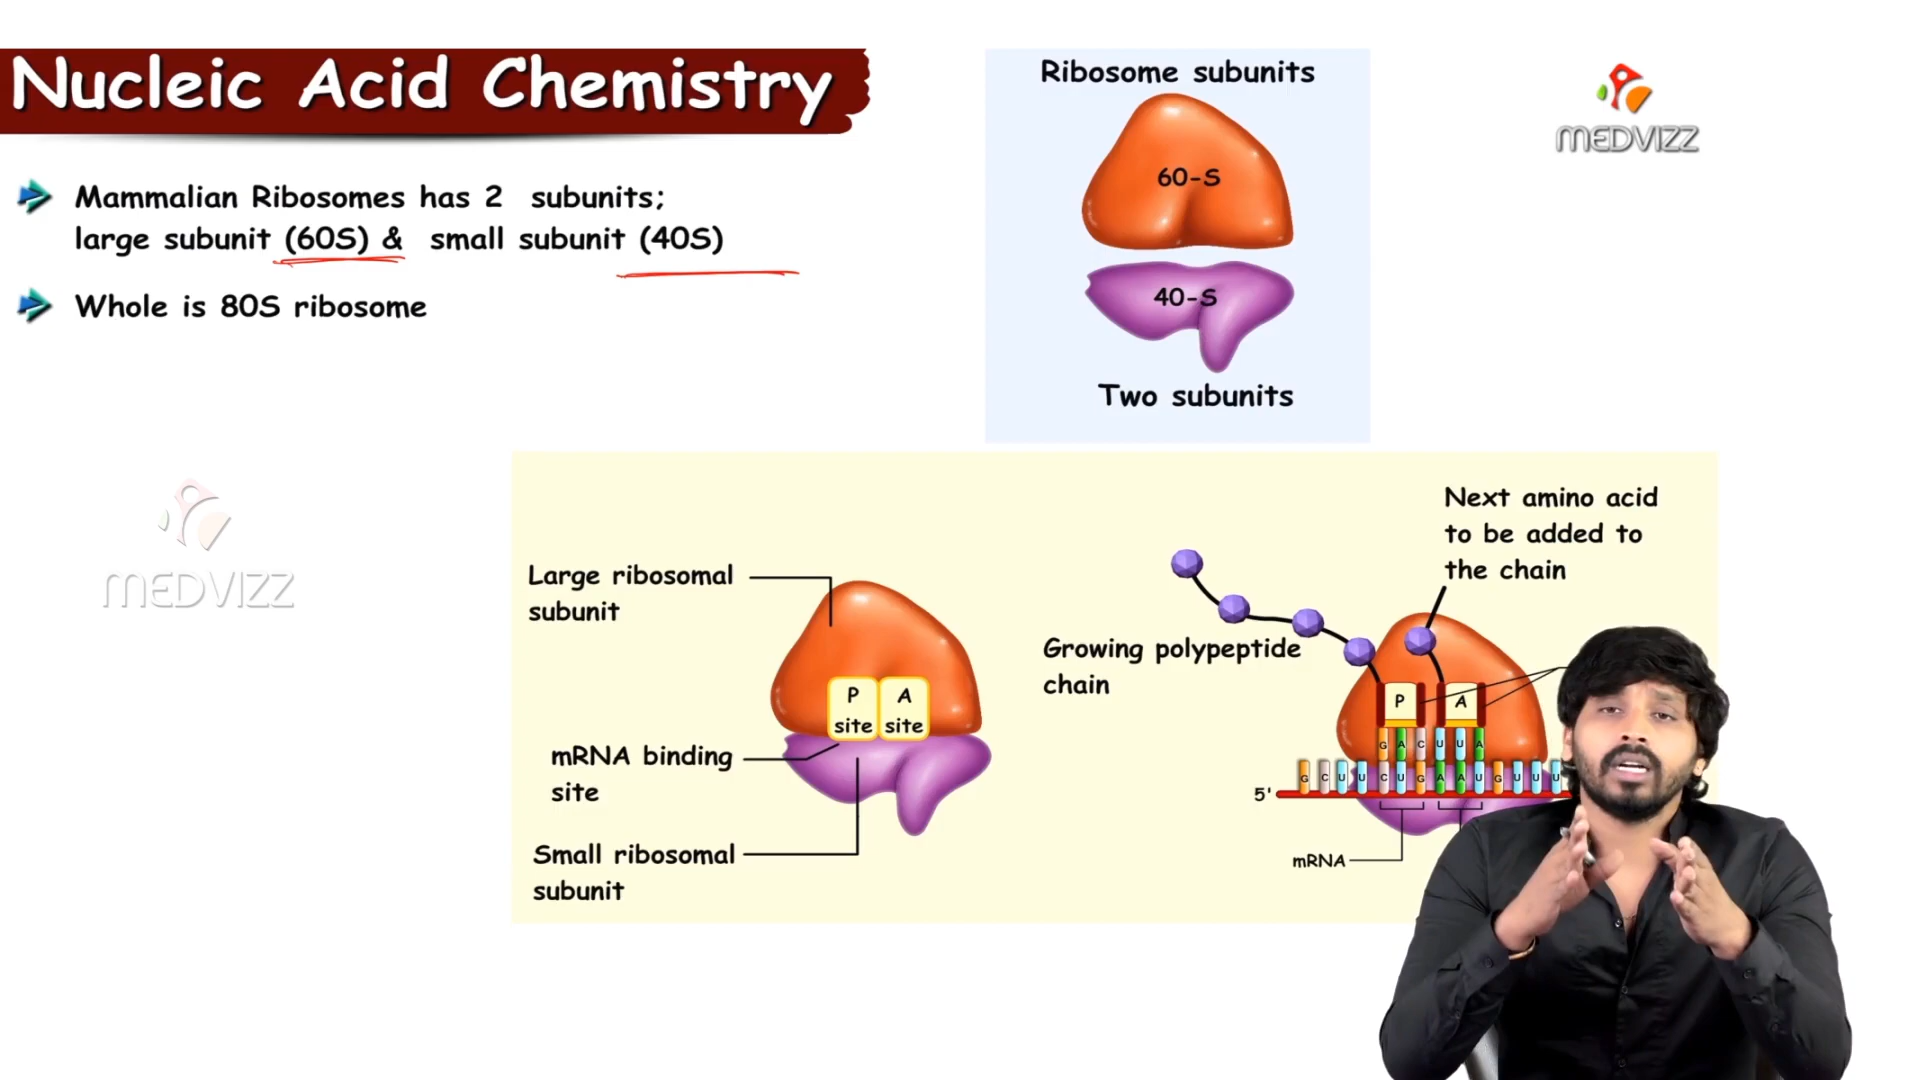 Nucleic Acid Chemistry
Mammalian Ribosomes has 2 subunits;
large subunit (60S) & small subunit (40S)
Whole is 80S ribosome
Ribosome subunits
60-S
40-S
Two subunits
MEDVIZZ
MEDVIZZ
Large ribosomal
subunit
P
site
A
site
mRNA binding
site
Small ribosomal
subunit
Next amino acid
to be added to
the chain
Growing polypeptide
chain
P
A
G A C U U A
5' G C U U C U G A A U G U U U
mRNA